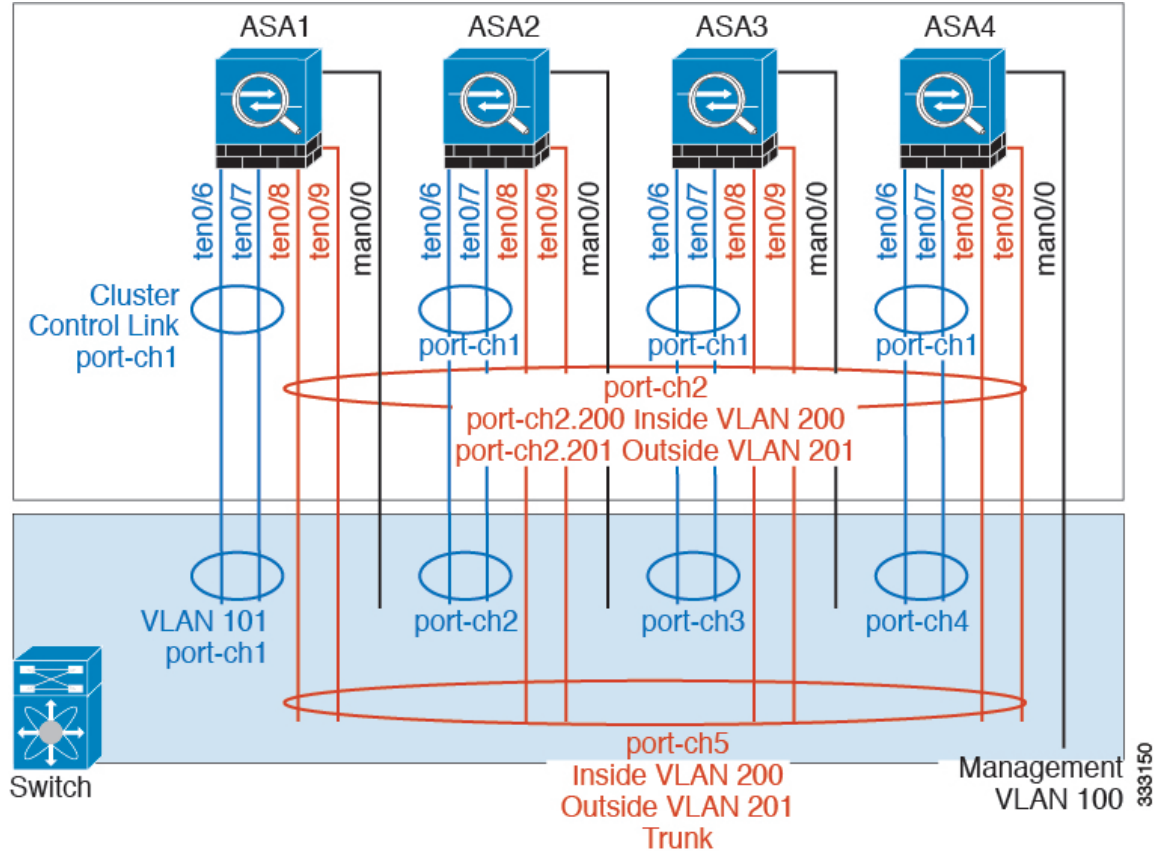 ASA1
ASA2
ASA3
ASA4
ten0/6
ten0/7
ten0/8
ten0/9
man0/0
ten0/6
ten0/7
ten0/8
ten0/9
man0/0
ten0/6
ten0/7
ten0/8
ten0/9
man0/0
ten0/6
ten0/7
ten0/8
ten0/9
man0/0
Cluster
Control Link
port-ch1
port-ch1
port-ch1
port-ch1
port-ch2
port-ch2.200 Inside VLAN 200
port-ch2.201 Outside VLAN 201
VLAN 101
port-ch1
port-ch2
port-ch3
port-ch4
Switch
port-ch5
Inside VLAN 200
Outside VLAN 201
Trunk
Management
VLAN 100
333150